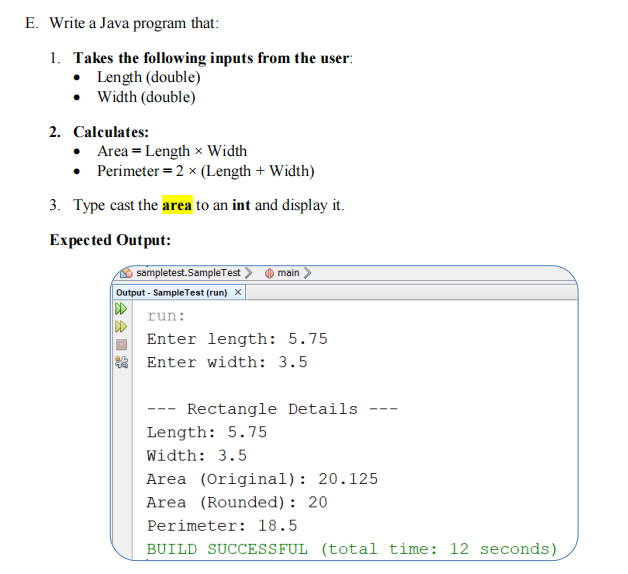 E. Write a Java program that:
1. Takes the following inputs from the user:
• Length (double)
• Width (double)
2. Calculates:
• Area = Length × Width
• Perimeter = 2 × (Length + Width)
3. Type cast the area to an int and display it.
Expected Output:
sampletest.SampleTest main
Output - SampleTest (run) X
run:
Enter length: 5.75
Enter width: 3.5
--- Rectangle Details ---
Length: 5.75
Width: 3.5
Area (Original): 20.125
Area (Rounded): 20
Perimeter: 18.5
BUILD SUCCESSFUL (total time: 12 seconds)